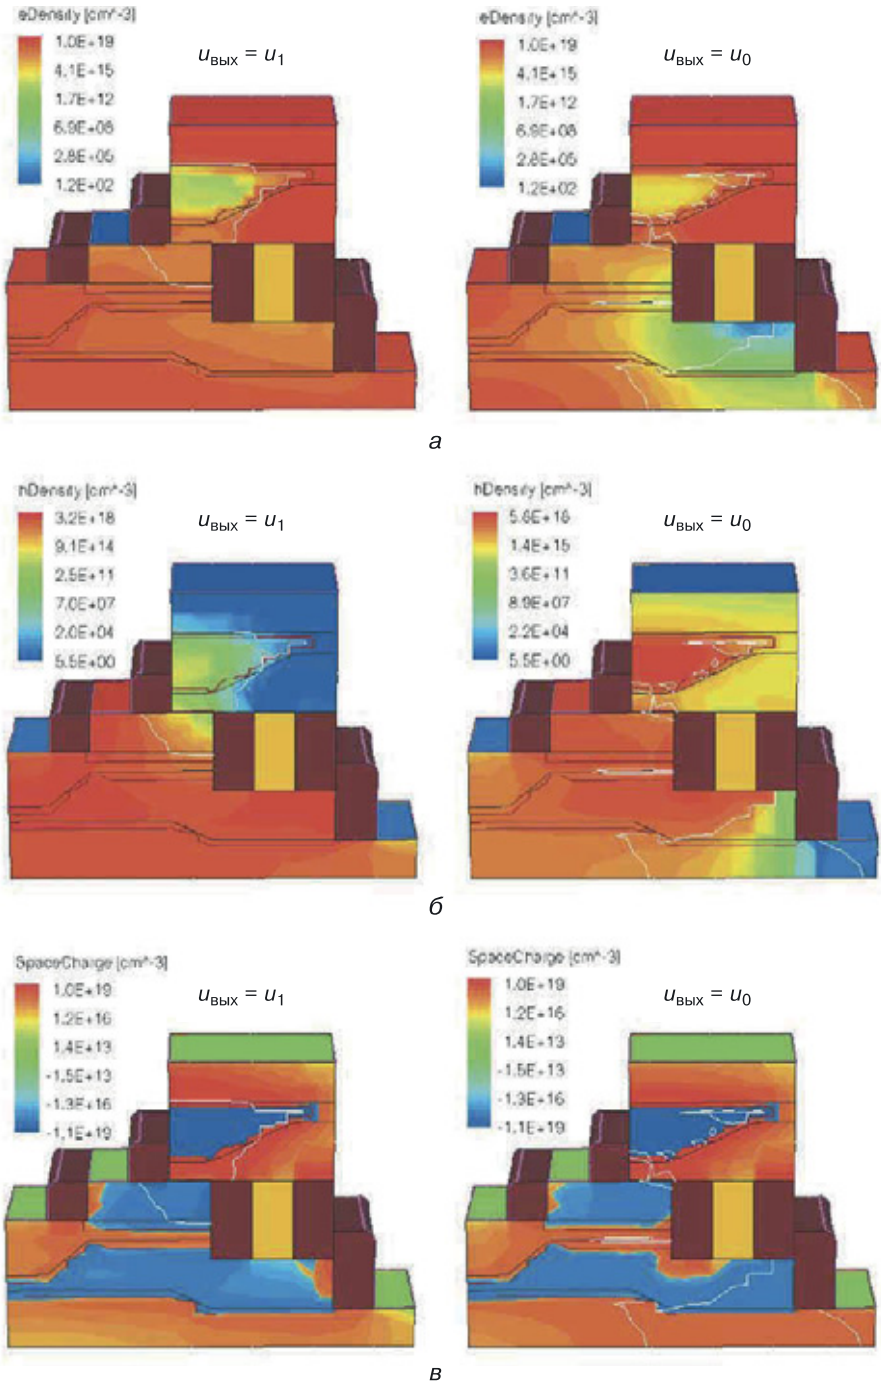 eDensity [cm^-3]
1.0E+19
4.1E+15
1.7E+12
6.9E+08
2.8E+05
1.2E+02
uвых = u1
eDensity [cm^-3]
1.0E+19
4.1E+15
1.7E+12
6.9E+08
2.8E+05
1.2E+02
uвых = u0
а
hDensity [cm^-3]
3.2E+18
9.1E+14
2.5E+11
7.0E+07
2.0E+04
5.5E+00
uвых = u1
hDensity [cm^-3]
5.6E+18
1.4E+15
3.6E+11
8.9E+07
2.2E+04
5.5E+00
uвых = u0
б
SpaceCharge [cm^-3]
1.0E+19
1.2E+16
1.4E+13
-1.5E+13
-1.3E+16
-1.1E+19
uвых = u1
SpaceCharge [cm^-3]
1.0E+19
1.2E+16
1.4E+13
-1.5E+13
-1.3E+16
-1.1E+19
uвых = u0
в